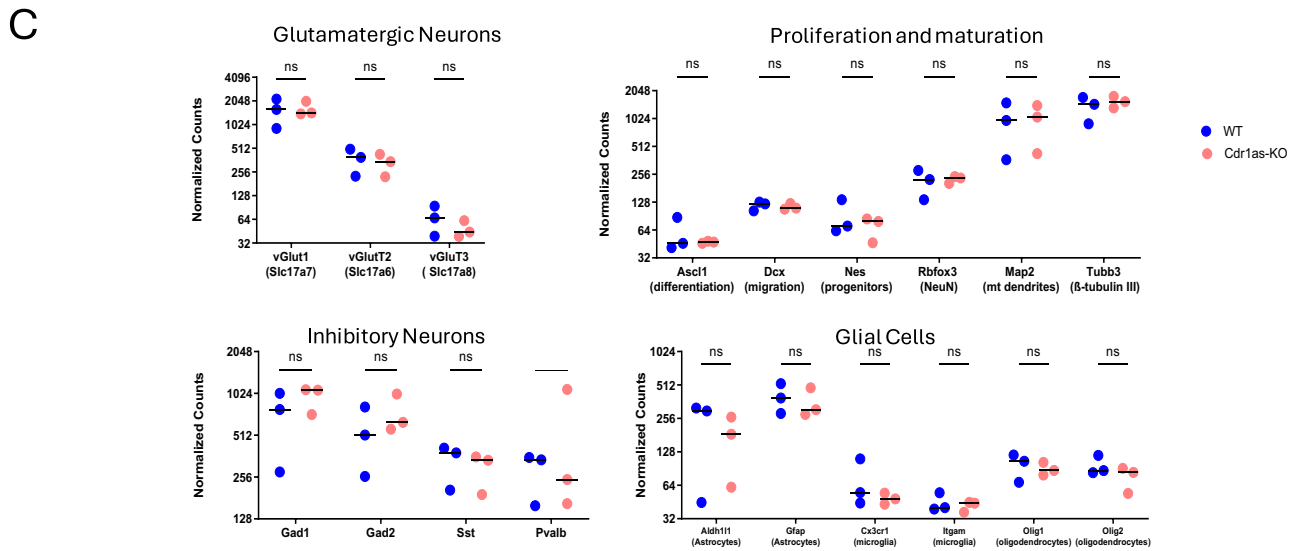 C
Glutamatergic Neurons
ns ns ns
Normalized Counts
4096
2048
1024
512
256
128
64
32
vGlut1 vGlutT2 vGluT3
(Slc17a7) (Slc17a6) ( Slc17a8)
Proliferation and maturation
ns ns ns ns ns ns
Normalized Counts
2048
1024
512
256
128
64
32
Ascl1 Dcx Nes Rbfox3 Map2 Tubb3
(differentiation) (migration) (progenitors) (NeuN) (mt dendrites) (ß-tubulin III)
WT
Cdr1as-KO
Inhibitory Neurons
ns ns ns
Normalized Counts
2048
1024
512
256
128
Gad1 Gad2 Sst Pvalb
Glial Cells
ns ns ns ns ns ns
Normalized Counts
1024
512
256
128
64
32
Aldh1l1 Gfap Cx3cr1 Itgam Olig1 Olig2
(Astrocytes) (Astrocytes) (microglia) (microglia) (oligodendrocytes) (oligodendrocytes)